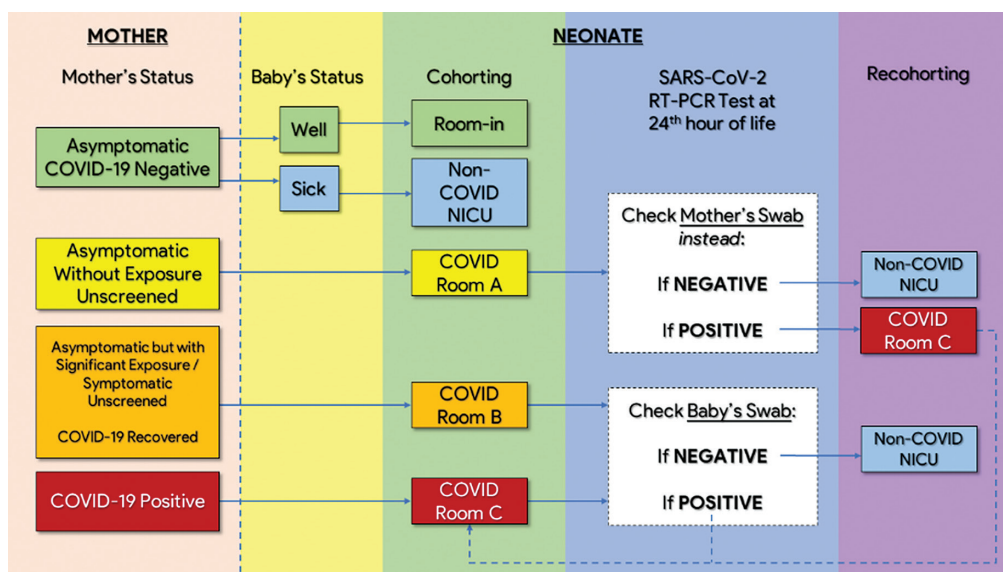 MOTHER
NEONATE
Mother's Status
Baby's Status
Cohorting
SARS-CoV-2
RT-PCR Test at
24th hour of life
Recohorting
Asymptomatic
COVID-19 Negative
Well
Room-in
Sick
Non-
COVID
NICU
Asymptomatic
Without Exposure
Unscreened
COVID
Room A
Check Mother's Swab
instead:
If NEGATIVE
Non-COVID
NICU
If POSITIVE
COVID
Room C
Asymptomatic but with
Significant Exposure /
Symptomatic
Unscreened
COVID-19 Recovered
COVID
Room B
Check Baby's Swab:
If NEGATIVE
Non-COVID
NICU
If POSITIVE
COVID-19 Positive
COVID
Room C